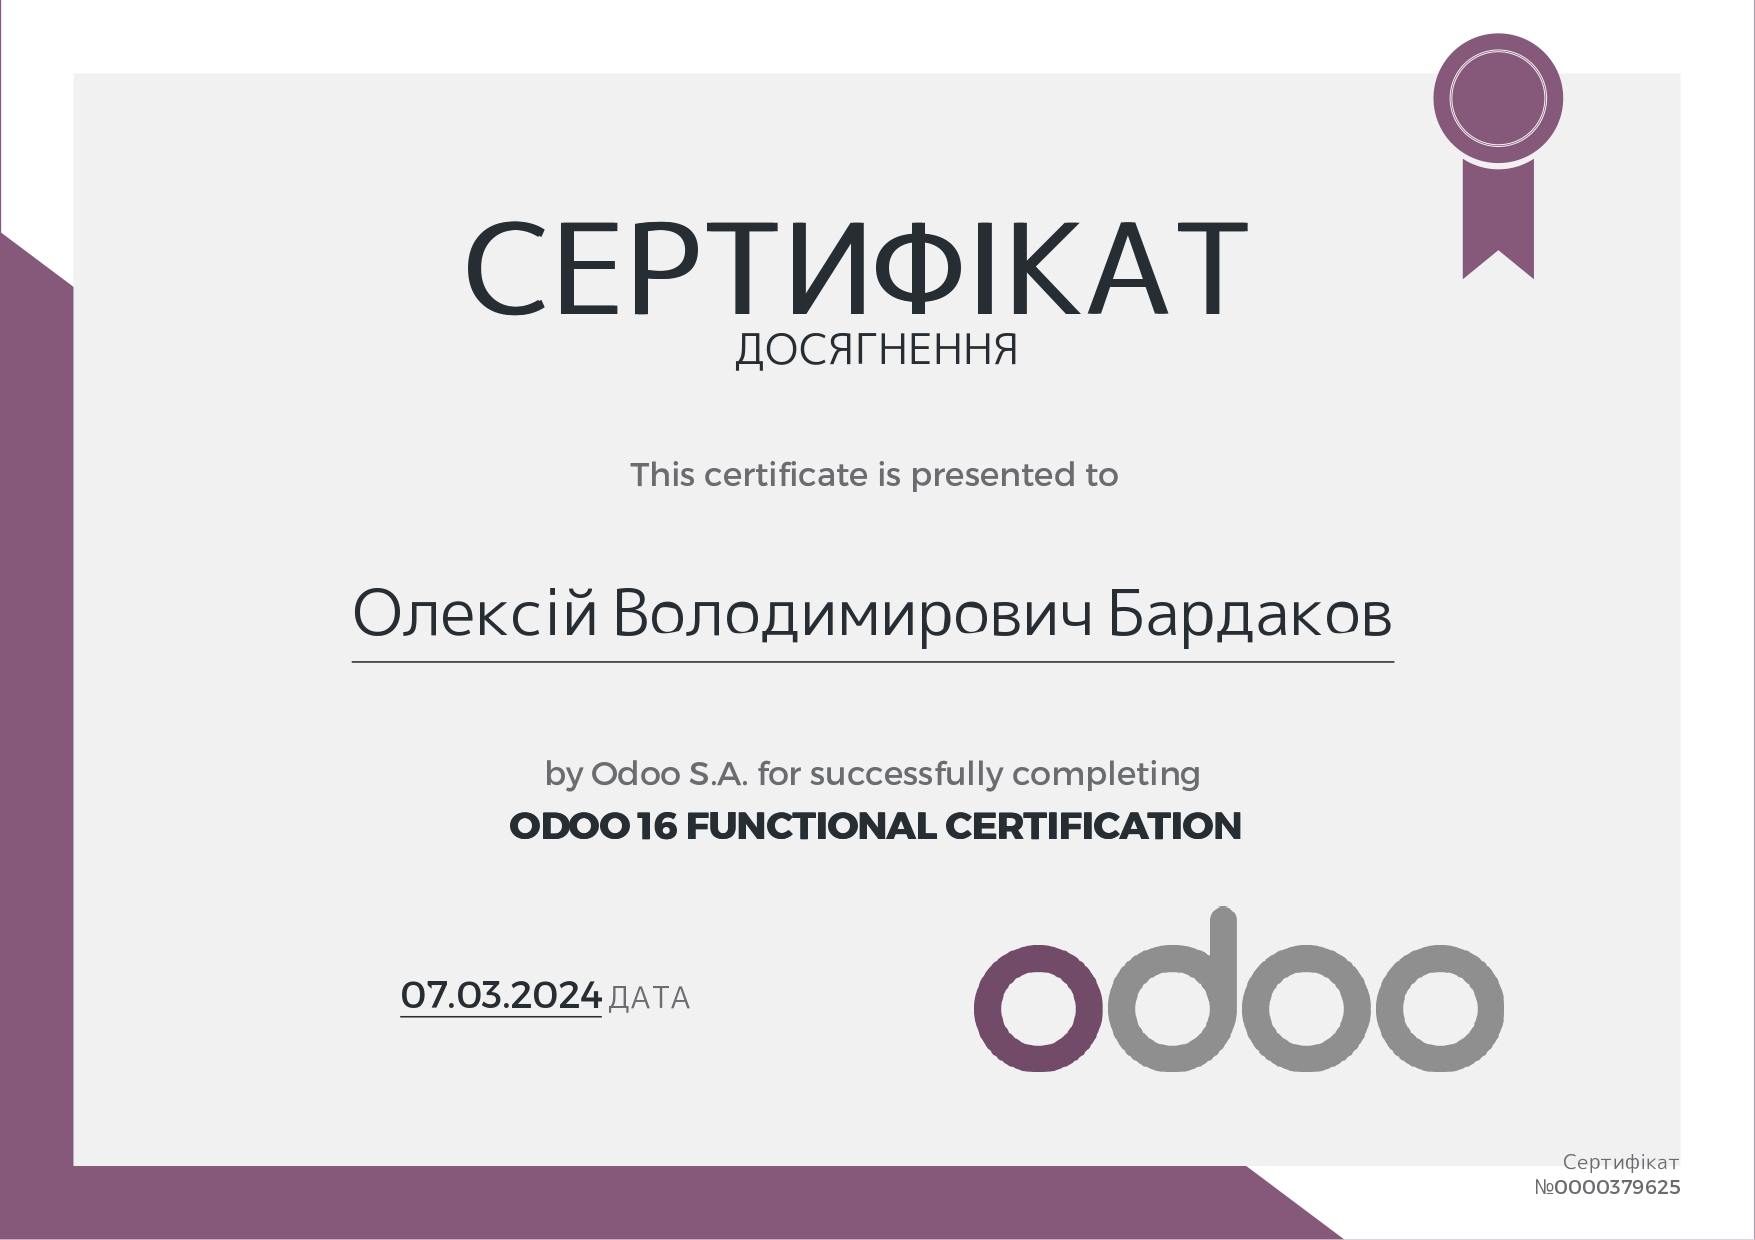 СЕРТИФІКАТ
ДОСЯГНЕННЯ
This certificate is presented to
Олексій Володимирович Бардаков
by Odoo S.A. for successfully completing
ODOO 16 FUNCTIONAL CERTIFICATION
07.03.2024 ДАТА
odoo
Сертифікат
№0000379625